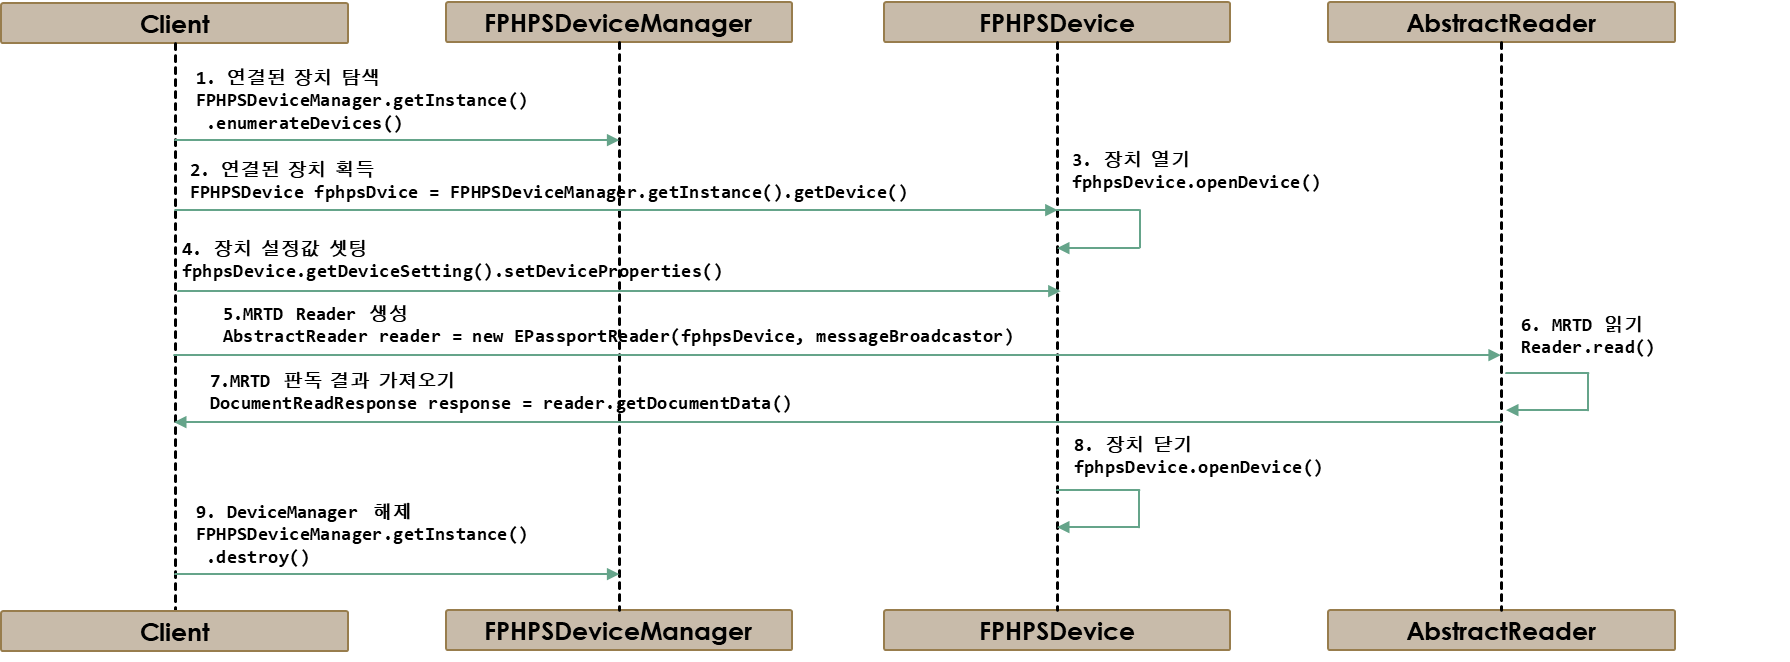 Client
FPHPSDeviceManager
FPHPSDevice
AbstractReader
1. 연결된 장치 탐색
FPHPSDeviceManager.getInstance()
.enumerateDevices()
2. 연결된 장치 획득
FPHPSDevice fphpsDvice = FPHPSDeviceManager.getInstance().getDevice()
3. 장치 열기
fphpsDevice.openDevice()
4. 장치 설정값 셋팅
fphpsDevice.getDeviceSetting().setDeviceProperties()
5.MRTD Reader 생성
AbstractReader reader = new EPassportReader(fphpsDevice, messageBroadcastor)
6. MRTD 읽기
Reader.read()
7.MRTD 판독 결과 가져오기
DocumentReadResponse response = reader.getDocumentData()
8. 장치 닫기
fphpsDevice.openDevice()
9. DeviceManager 해제
FPHPSDeviceManager.getInstance()
.destroy()
Client
FPHPSDeviceManager
FPHPSDevice
AbstractReader